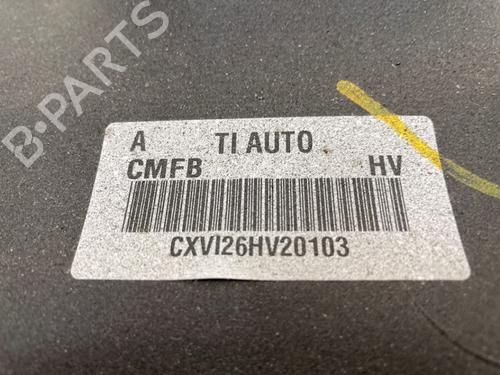 B-PARTS
A TI AUTO
CMFB HV
CXVI26HV20103